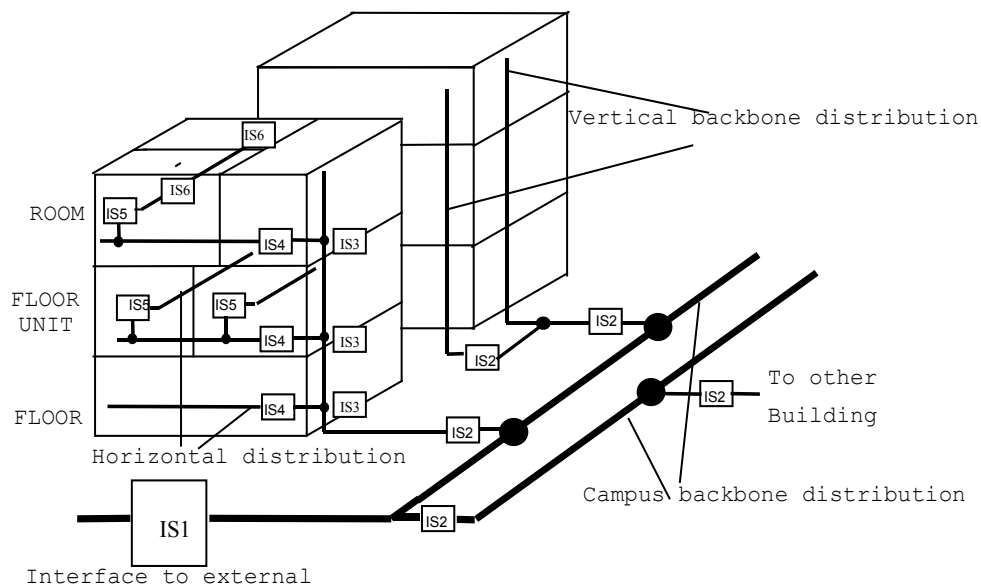 IS6
Vertical backbone distribution
IS6
ROOM
IS5
IS4
IS3
FLOOR
UNIT
IS5
IS5
IS4
IS3
IS2
IS2
To other
Building
IS2
FLOOR
IS4
IS3
IS2
Horizontal distribution
Campus backbone distribution
IS1
IS2
Interface to external